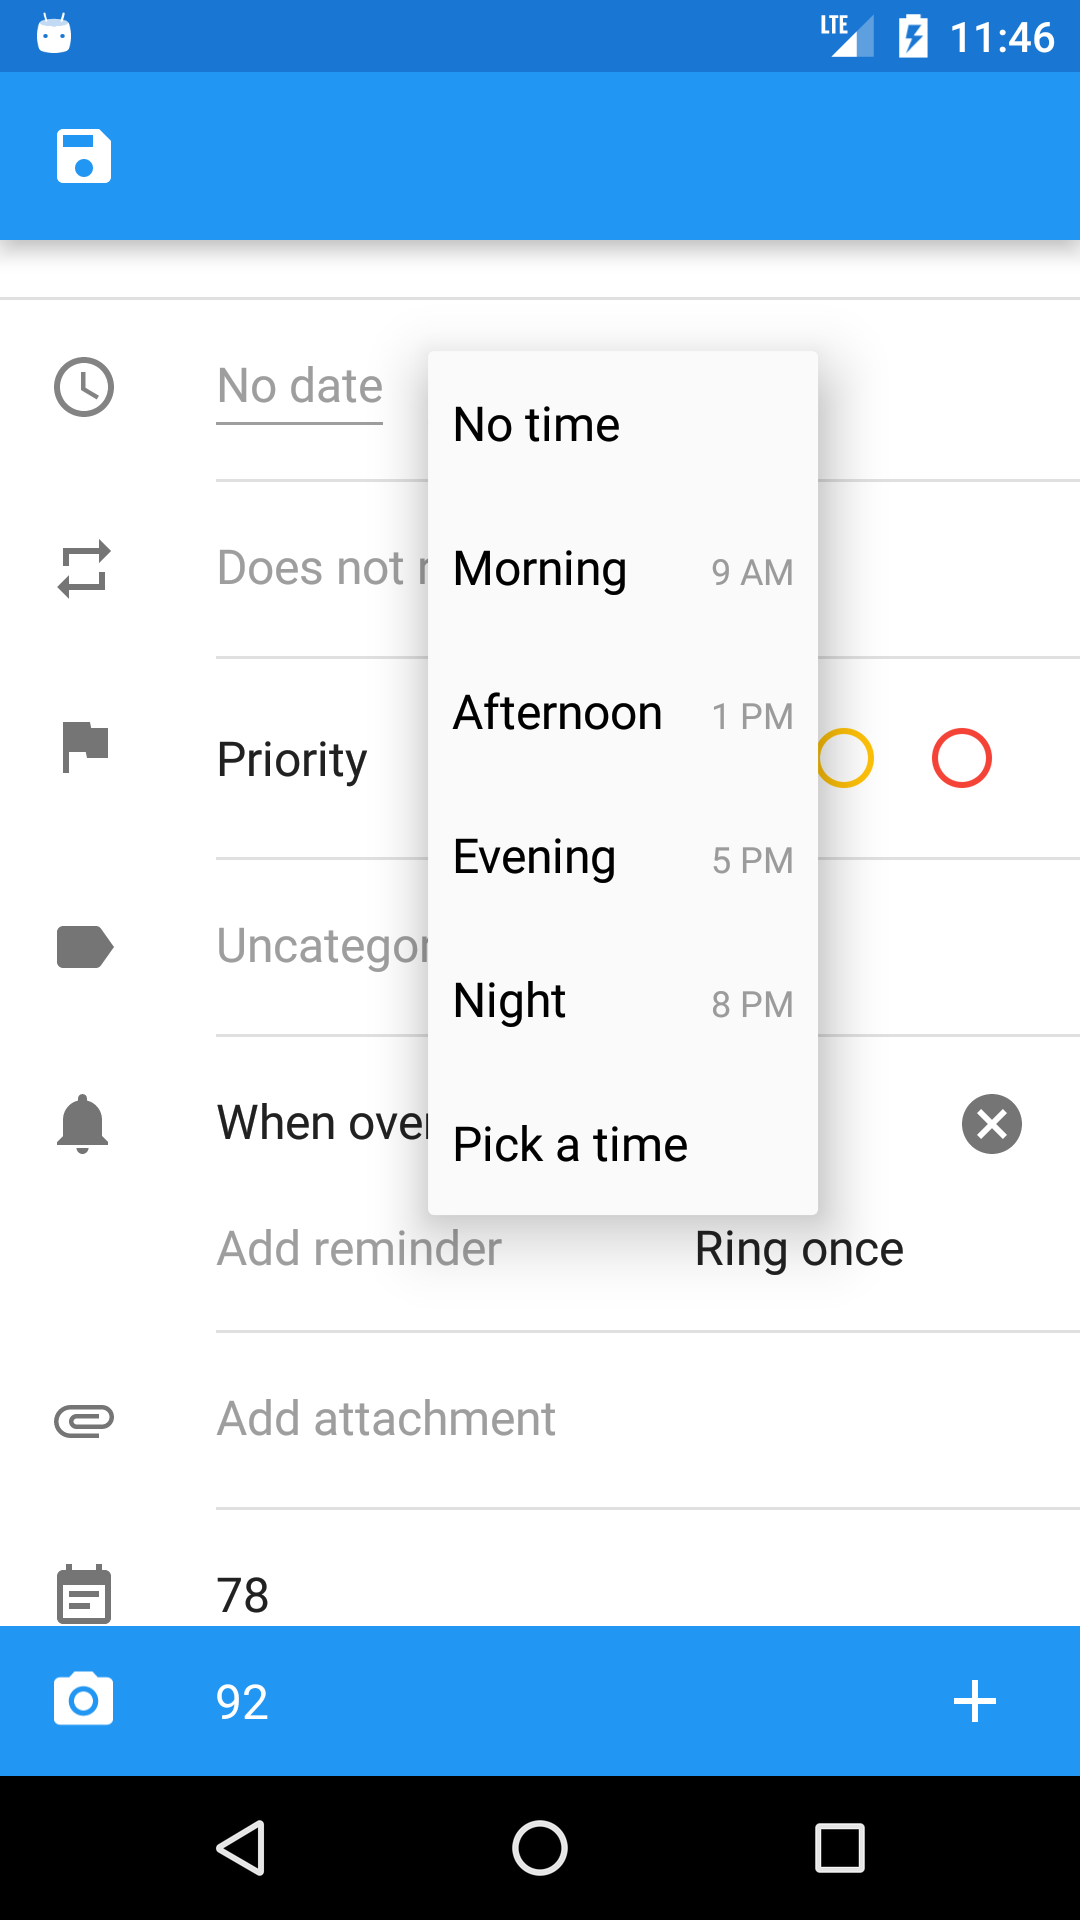 LTE 11:46
No date
No time
Does not r
Morning 9 AM
Afternoon 1 PM
Priority
Evening 5 PM
Uncategor
Night 8 PM
When over
Pick a time
Add reminder Ring once
Add attachment
78
92